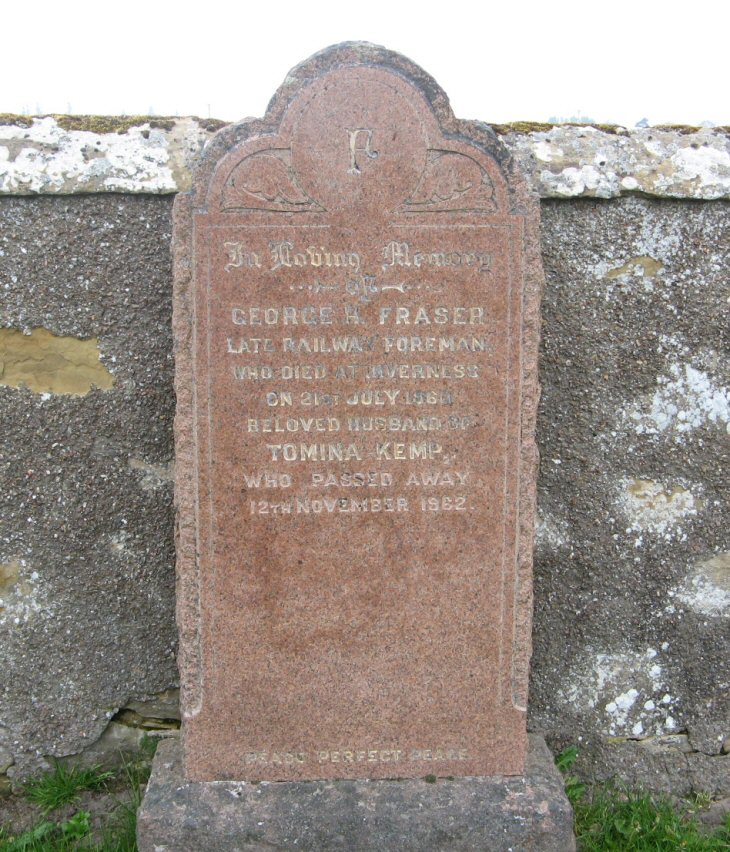 F
In Loving Memory
OF
GEORGE H. FRASER
LATE RAILWAY FOREMAN,
WHO DIED AT INVERNESS
ON 21ST JULY
BELOVED HUSBAND OF
TOMINA KEMP,
WHO PASSED AWAY
12TH NOVEMBER 1962.
PEACE PERFECT PEACE